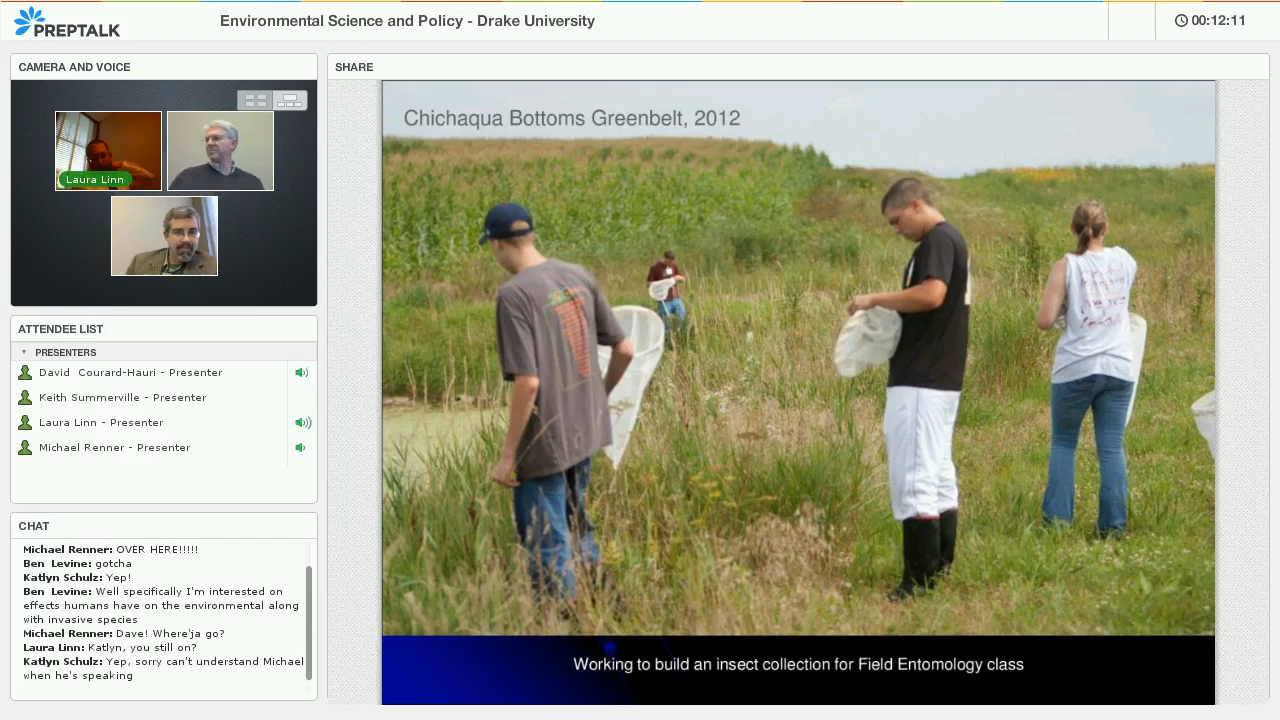 PREPTALK
Environmental Science and Policy - Drake University
00:12:11
CAMERA AND VOICE
Laura Linn
ATTENDEE LIST
PRESENTERS
David Courard-Hauri - Presenter
Keith Summerville - Presenter
Laura Linn - Presenter
Michael Renner - Presenter
CHAT
Michael Renner: OVER HERE!!!!!
Ben Levine: gotcha
Katlyn Schulz: Yep!
Ben Levine: Well specifically I'm interested on
effects humans have on the environmental along
with invasive species
Michael Renner: Dave! Where'ja go?
Laura Linn: Katlyn, you still on?
Katlyn Schulz: Yep, sorry can't understand Michael
when he's speaking
SHARE
Chichaqua Bottoms Greenbelt, 2012
Working to build an insect collection for Field Entomology class